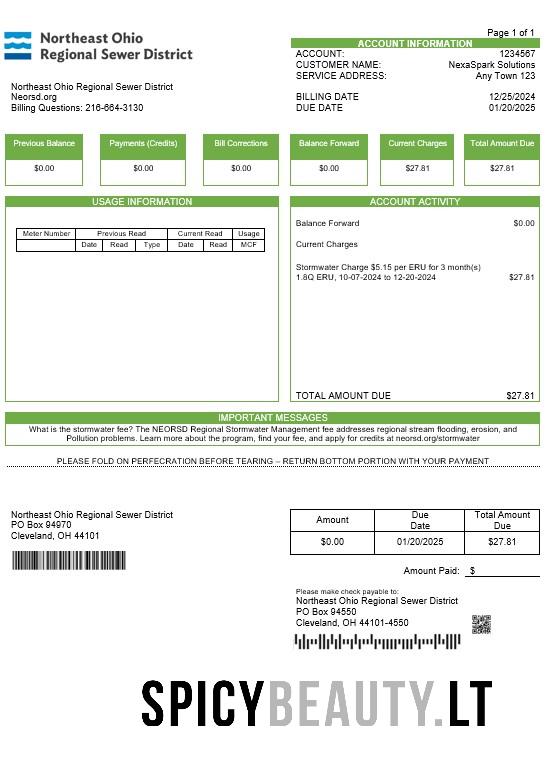 Northeast Ohio
Regional Sewer District
Page 1 of 1
ACCOUNT INFORMATION
ACCOUNT: 1234567
CUSTOMER NAME: NexaSpark Solutions
SERVICE ADDRESS: Any Town 123
BILLING DATE 12/25/2024
DUE DATE 01/20/2025
Northeast Ohio Regional Sewer District
Neorsd.org
Billing Questions: 216-664-3130
Previous Balance Payments (Credits) Bill Corrections Balance Forward Current Charges Total Amount Due
$0.00 $0.00 $0.00 $0.00 $27.81 $27.81
USAGE INFORMATION
Meter Number Previous Read Current Read Usage
Date Read Type Date Read MCF
ACCOUNT ACTIVITY
Balance Forward $0.00
Current Charges
Stormwater Charge $5.15 per ERU for 3 month(s)
1.8Q ERU, 10-07-2024 to 12-20-2024 $27.81
TOTAL AMOUNT DUE $27.81
IMPORTANT MESSAGES
What is the stormwater fee? The NEORSD Regional Stormwater Management fee addresses regional stream flooding, erosion, and
Pollution problems. Learn more about the program, find your fee, and apply for credits at neorsd.org/stormwater
PLEASE FOLD ON PERFECRATION BEFORE TEARING – RETURN BOTTOM PORTION WITH YOUR PAYMENT
Northeast Ohio Regional Sewer District
PO Box 94970
Cleveland, OH 44101
Amount Due Date Total Amount Due
$0.00 01/20/2025 $27.81
Amount Paid: $
Please make check payable to:
Northeast Ohio Regional Sewer District
PO Box 94550
Cleveland, OH 44101-4550
SPICYBEAUTY.LT